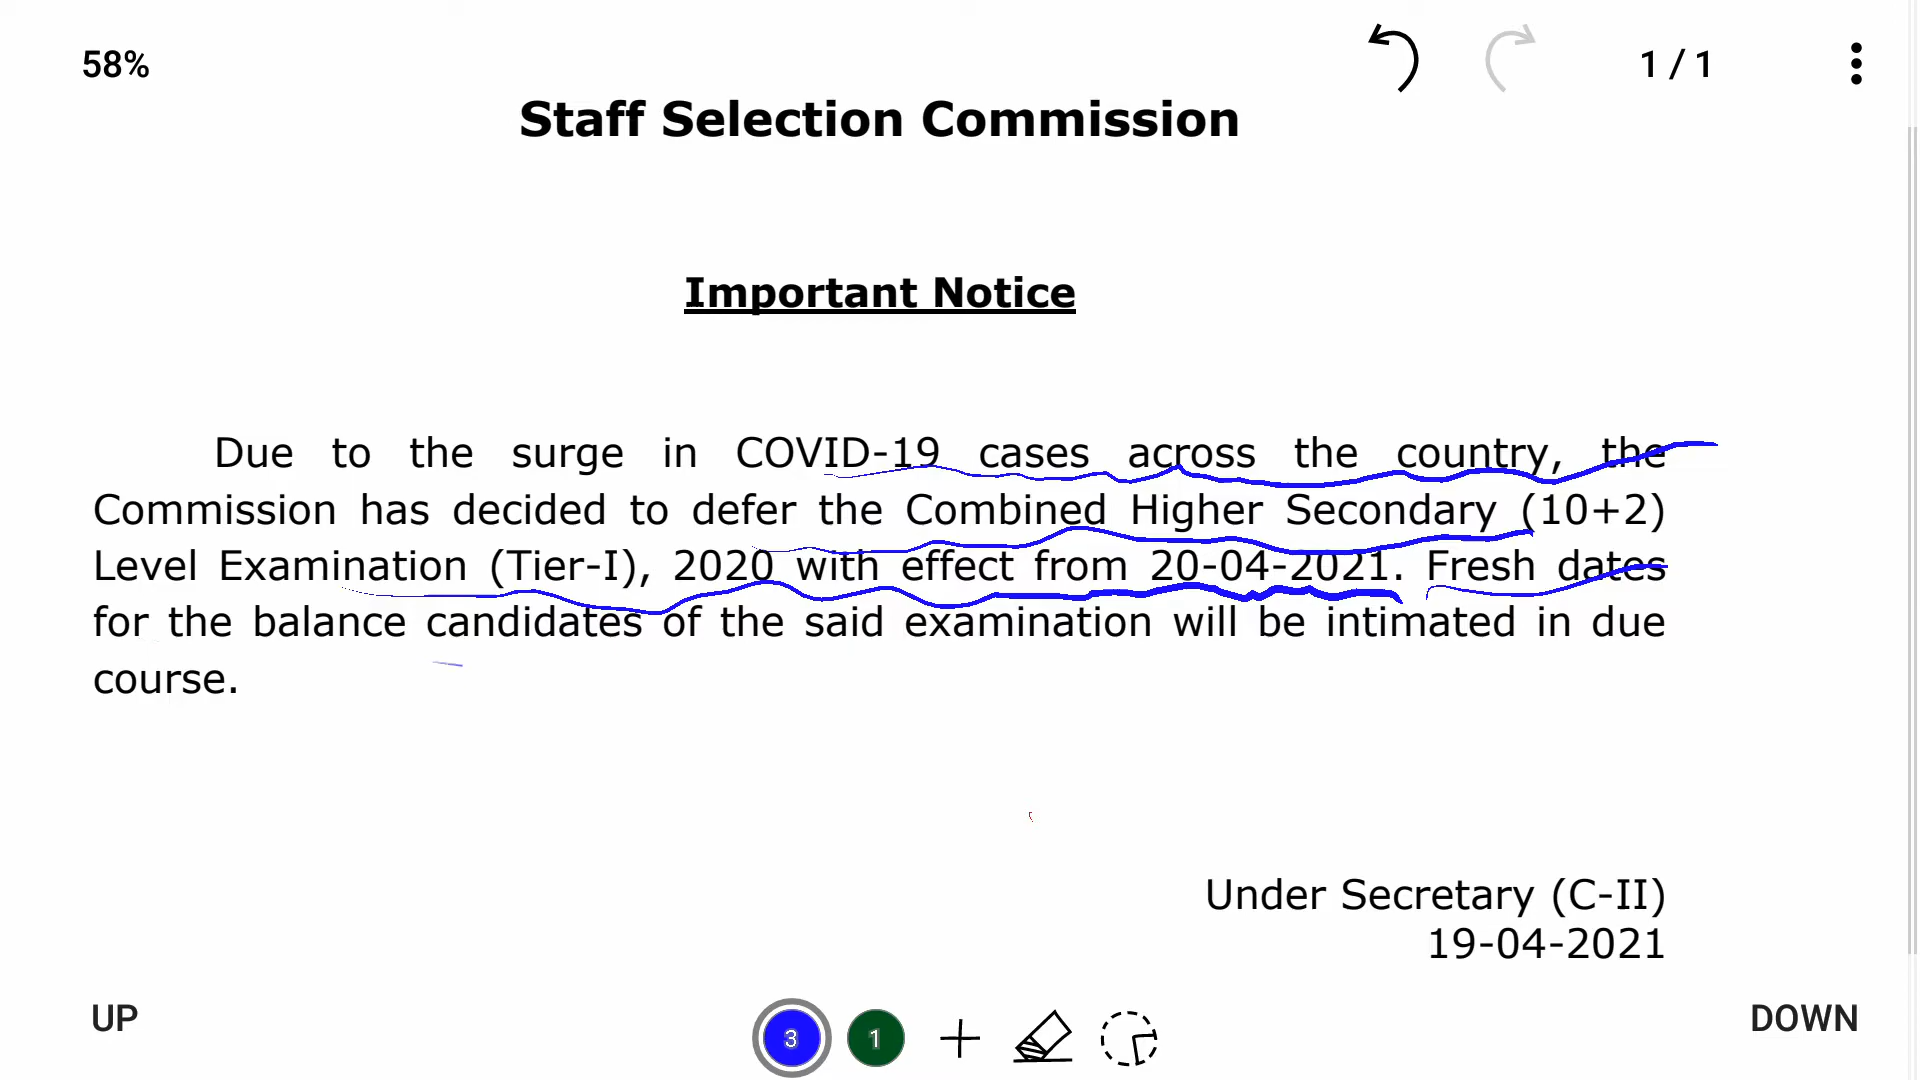 58%
1 / 1
Staff Selection Commission
Important Notice
Due to the surge in COVID-19 cases across the country, the
Commission has decided to defer the Combined Higher Secondary (10+2)
Level Examination (Tier-I), 2020 with effect from 20-04-2021. Fresh dates
for the balance candidates of the said examination will be intimated in due
course.
Under Secretary (C-II)
19-04-2021
UP
3
1
DOWN